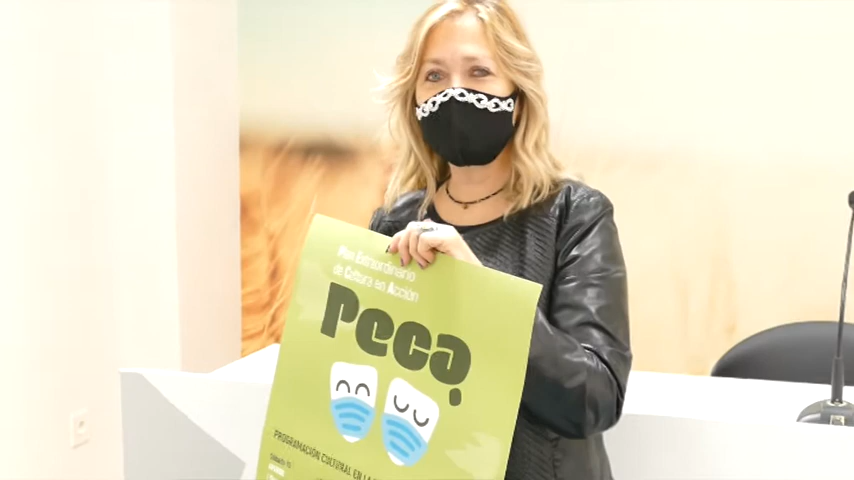 Plan Extraordinario
de Cultura en Acción
Peca
PROGRAMACIÓN CULTURAL EN LA